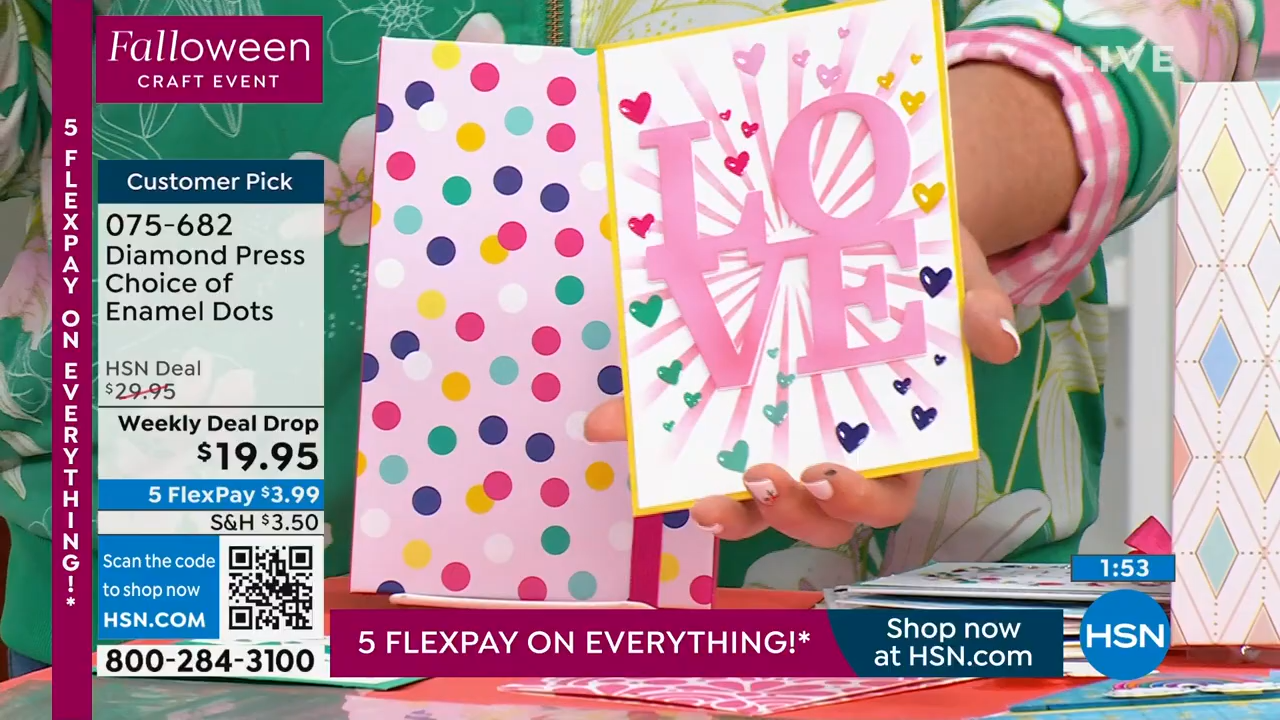 5 FLEXPAY ON EVERYTHING!*
Falloween
CRAFT EVENT
Customer Pick
075-682
Diamond Press
Choice of
Enamel Dots
HSN Deal
$29.95
Weekly Deal Drop
$19.95
5 FlexPay $3.99
S&H $3.50
Scan the code
to shop now
HSN.COM
800-284-3100
LIVE
LO
VE
1:53
5 FLEXPAY ON EVERYTHING!*
Shop now
at HSN.com
HSN